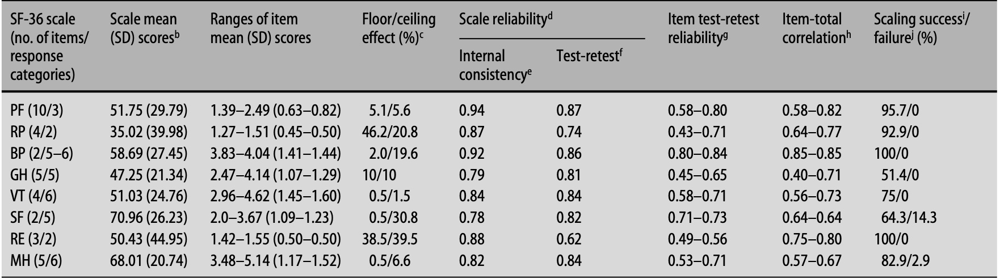 SF-36 scale (no. of items/ response categories) Scale mean (SD) scoresᵇ Ranges of item mean (SD) scores Floor/ceiling effect (%)ᶜ Scale reliabilityᵈ Internal consistencyᵉ Test-retestᶠ Item test-retest reliabilityᵍ Item-total correlationʰ Scaling successⁱ/ failureʲ (%)
PF (10/3) 51.75 (29.79) 1.39–2.49 (0.63–0.82) 5.1/5.6 0.94 0.87 0.58–0.80 0.58–0.82 95.7/0
RP (4/2) 35.02 (39.98) 1.27–1.51 (0.45–0.50) 46.2/20.8 0.87 0.74 0.43–0.71 0.64–0.77 92.9/0
BP (2/5–6) 58.69 (27.45) 3.83–4.04 (1.41–1.44) 2.0/19.6 0.92 0.86 0.80–0.84 0.85–0.85 100/0
GH (5/5) 47.25 (21.34) 2.47–4.14 (1.07–1.29) 10/10 0.79 0.81 0.45–0.65 0.40–0.71 51.4/0
VT (4/6) 51.03 (24.76) 2.96–4.62 (1.45–1.60) 0.5/1.5 0.84 0.84 0.58–0.71 0.56–0.73 75/0
SF (2/5) 70.96 (26.23) 2.0–3.67 (1.09–1.23) 0.5/30.8 0.78 0.82 0.71–0.73 0.64–0.64 64.3/14.3
RE (3/2) 50.43 (44.95) 1.42–1.55 (0.50–0.50) 38.5/39.5 0.88 0.62 0.49–0.56 0.75–0.80 100/0
MH (5/6) 68.01 (20.74) 3.48–5.14 (1.17–1.52) 0.5/6.6 0.82 0.84 0.53–0.71 0.57–0.67 82.9/2.9